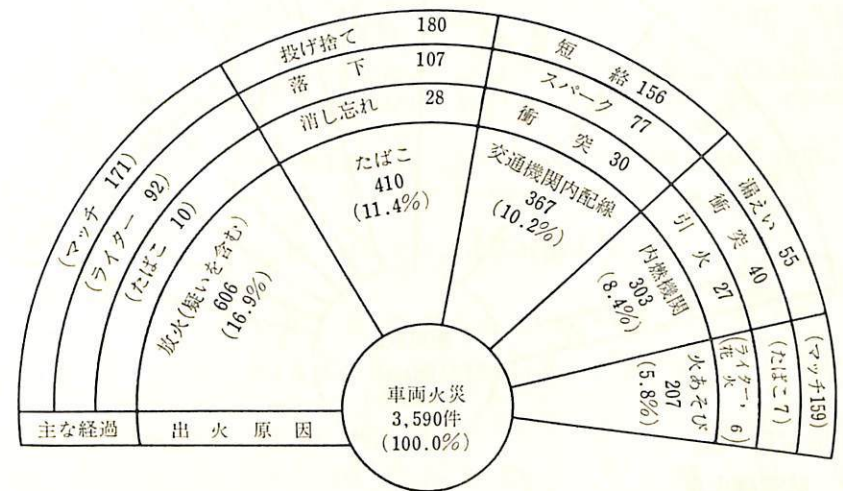 車両火災
3,590件
(100.0%)
主な経過
出火原因
放火(疑いを含む)
606
(16.9%)
(マッチ 171)
(ライター 92)
(たばこ 10)
たばこ
410
(11.4%)
投げ捨て 180
落下 107
消し忘れ 28
交通機関内配線
367
(10.2%)
短絡 156
スパーク 77
衝突 30
内燃機関
303
(8.4%)
漏えい 55
衝突 40
引火 27
火あそび
207
(5.8%)
(マッチ159)
(たばこ7)
(ライター,
花火 6)